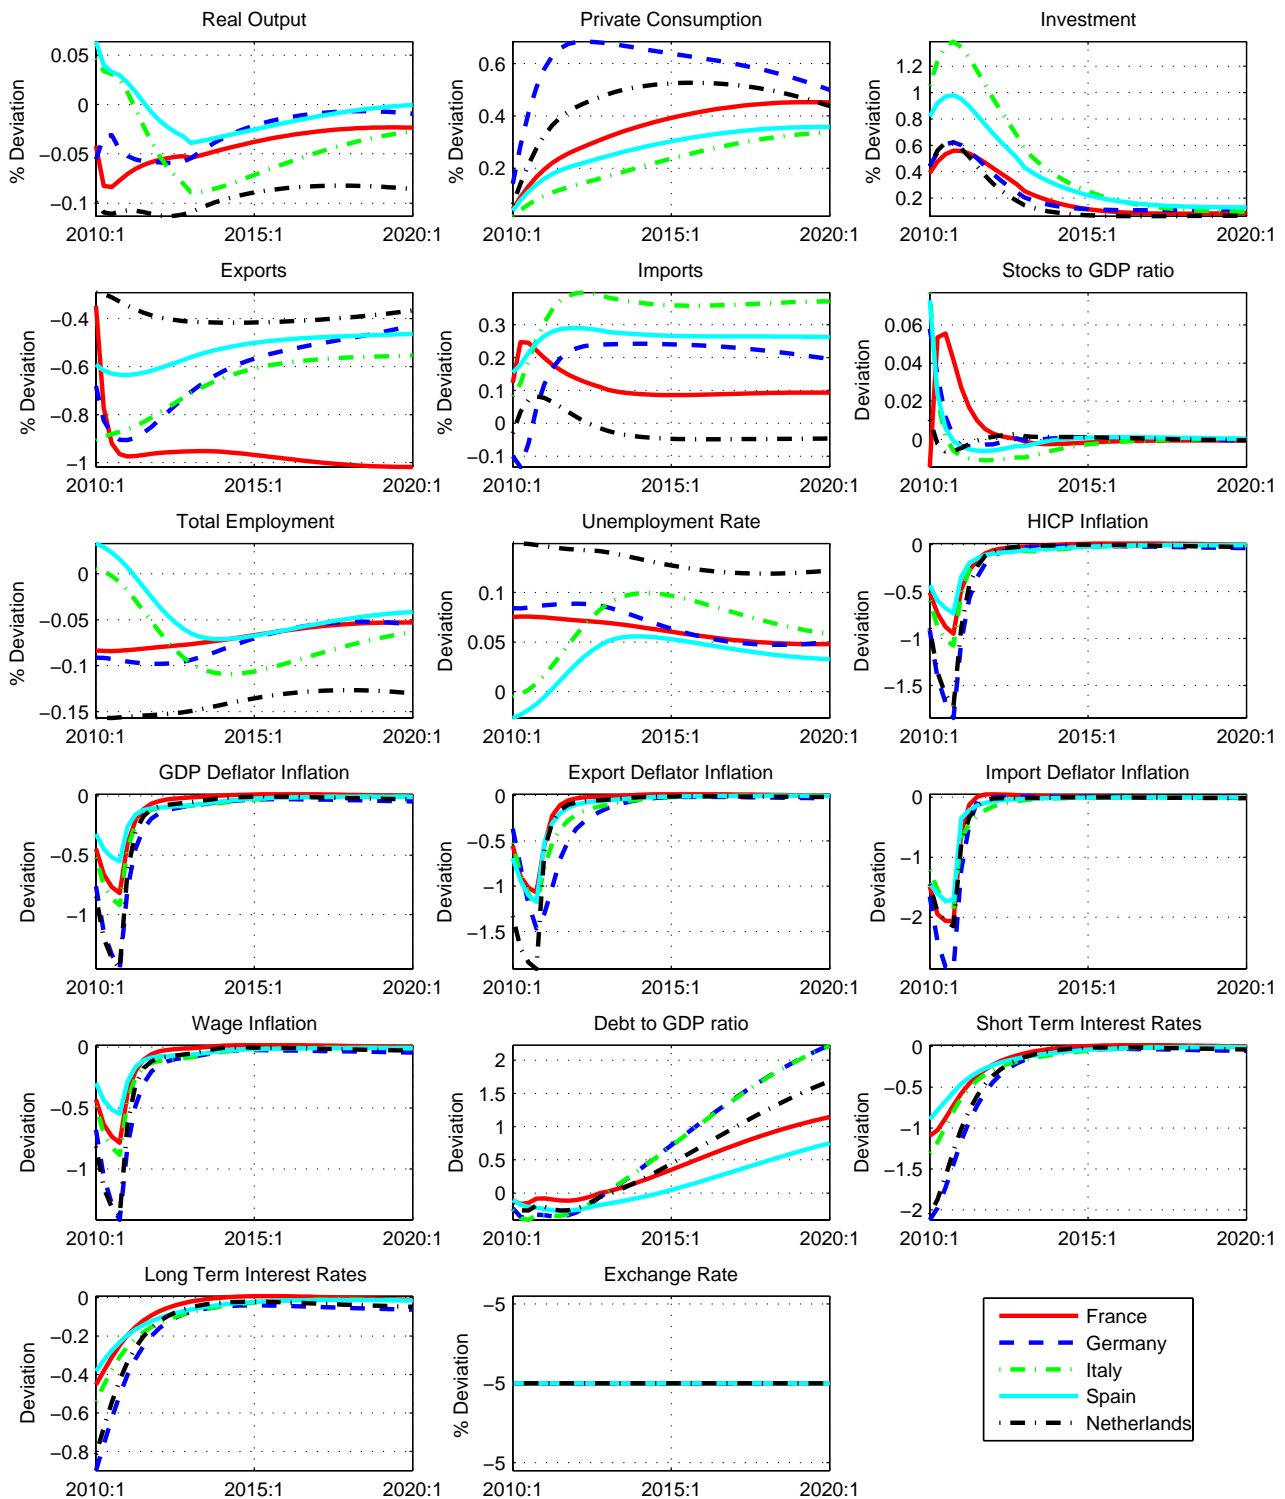 Real Output
% Deviation
0.05
0
−0.05
−0.1
2010:1 2015:1 2020:1
Private Consumption
% Deviation
0.6
0.4
0.2
2010:1 2015:1 2020:1
Investment
% Deviation
1.2
1
0.8
0.6
0.4
0.2
2010:1 2015:1 2020:1
Exports
% Deviation
−0.4
−0.6
−0.8
−1
2010:1 2015:1 2020:1
Imports
% Deviation
0.3
0.2
0.1
0
−0.1
2010:1 2015:1 2020:1
Stocks to GDP ratio
Deviation
0.06
0.04
0.02
0
2010:1 2015:1 2020:1
Total Employment
% Deviation
0
−0.05
−0.1
−0.15
2010:1 2015:1 2020:1
Unemployment Rate
Deviation
0.1
0.05
0
2010:1 2015:1 2020:1
HICP Inflation
Deviation
0
−0.5
−1
−1.5
2010:1 2015:1 2020:1
GDP Deflator Inflation
Deviation
0
−0.5
−1
2010:1 2015:1 2020:1
Export Deflator Inflation
Deviation
0
−0.5
−1
−1.5
2010:1 2015:1 2020:1
Import Deflator Inflation
Deviation
0
−1
−2
2010:1 2015:1 2020:1
Wage Inflation
Deviation
0
−0.5
−1
2010:1 2015:1 2020:1
Debt to GDP ratio
Deviation
2
1.5
1
0.5
0
2010:1 2015:1 2020:1
Short Term Interest Rates
Deviation
0
−0.5
−1
−1.5
−2
2010:1 2015:1 2020:1
Long Term Interest Rates
Deviation
0
−0.2
−0.4
−0.6
−0.8
2010:1 2015:1 2020:1
Exchange Rate
% Deviation
−5
−5
−5
2010:1 2015:1 2020:1
France
Germany
Italy
Spain
Netherlands